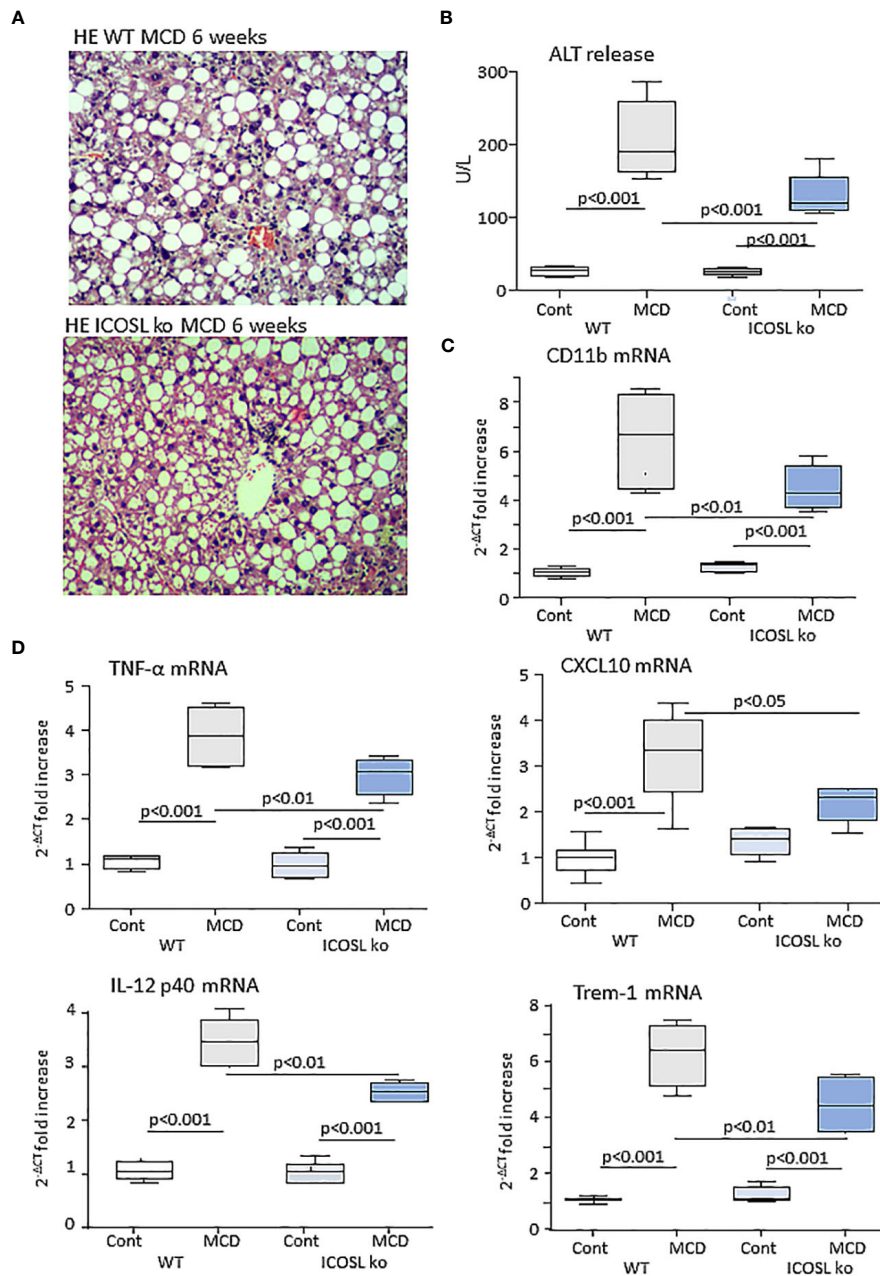 A
HE WT MCD 6 weeks
HE ICOSL ko MCD 6 weeks
B
ALT release
300
200
100
0
U/L
p<0.001
p<0.001
p<0.001
Cont MCD Cont MCD
WT ICOSL ko
C
CD11b mRNA
8
6
4
2
0
2-ΔCT fold increase
p<0.001
p<0.01
p<0.001
Cont MCD Cont MCD
WT ICOSL ko
D
TNF-α mRNA
5
4
3
2
1
0
2-ΔCT fold increase
p<0.001
p<0.01
p<0.001
Cont MCD Cont MCD
WT ICOSL ko
CXCL10 mRNA
5
4
3
2
1
0
2-ΔCT fold increase
p<0.05
p<0.001
Cont MCD Cont MCD
WT ICOSL ko
IL-12 p40 mRNA
4
3
2
1
0
2-ΔCT fold increase
p<0.01
p<0.001
p<0.001
Cont MCD Cont MCD
WT ICOSL ko
Trem-1 mRNA
8
6
4
2
0
2-ΔCT fold increase
p<0.01
p<0.001
p<0.001
Cont MCD Cont MCD
WT ICOSL ko